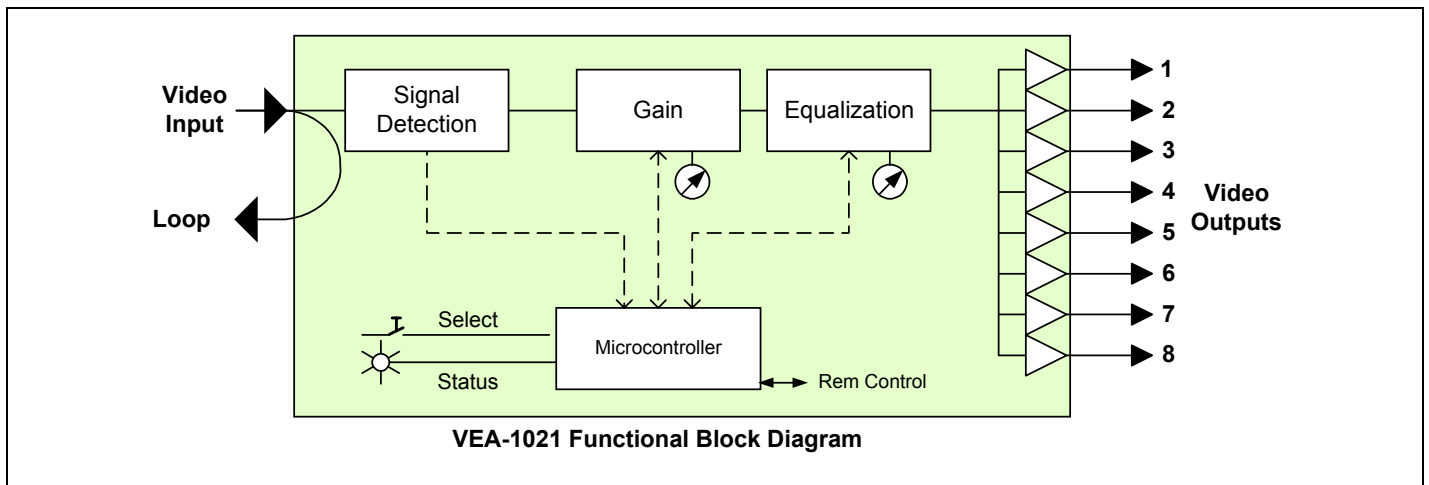 Video
Input
Loop
Signal
Detection
Gain
Equalization
Select
Status
Microcontroller
Rem Control
1
2
3
4
5
6
7
8
Video
Outputs
VEA-1021 Functional Block Diagram